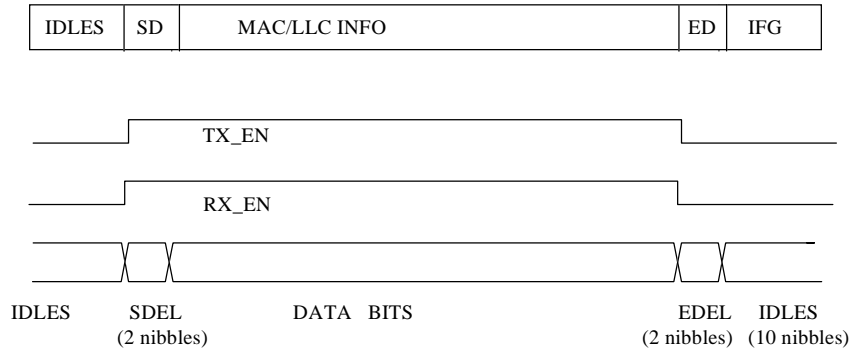 IDLES SD MAC/LLC INFO ED IFG
TX_EN
RX_EN
IDLES SDEL DATA BITS EDEL IDLES
(2 nibbles) (2 nibbles) (10 nibbles)